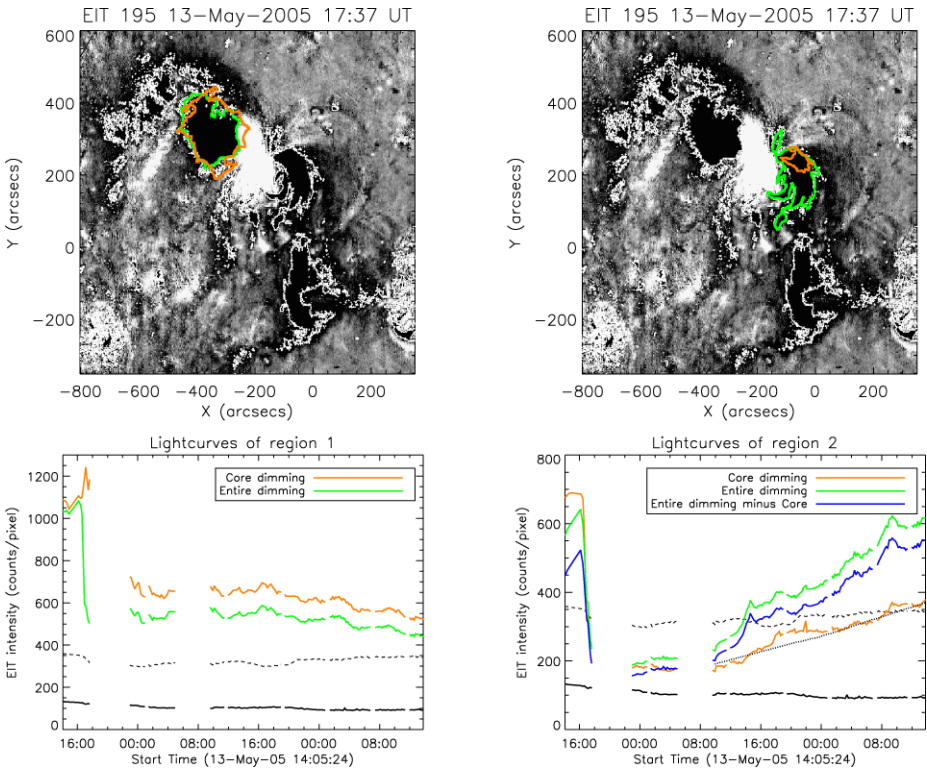 EIT 195 13-May-2005 17:37 UT
600
400
200
0
-200
Y (arcsecs)
-800 -600 -400 -200 0 200
X (arcsecs)
EIT 195 13-May-2005 17:37 UT
600
400
200
0
-200
Y (arcsecs)
-800 -600 -400 -200 0 200
X (arcsecs)
Lightcurves of region 1
Core dimming
Entire dimming
1200
1000
800
600
400
200
0
EIT intensity (counts/pixel)
16:00 00:00 08:00 16:00 00:00 08:00
Start Time (13-May-05 14:05:24)
Lightcurves of region 2
Core dimming
Entire dimming
Entire dimming minus Core
800
600
400
200
0
EIT intensity (counts/pixel)
16:00 00:00 08:00 16:00 00:00 08:00
Start Time (13-May-05 14:05:24)